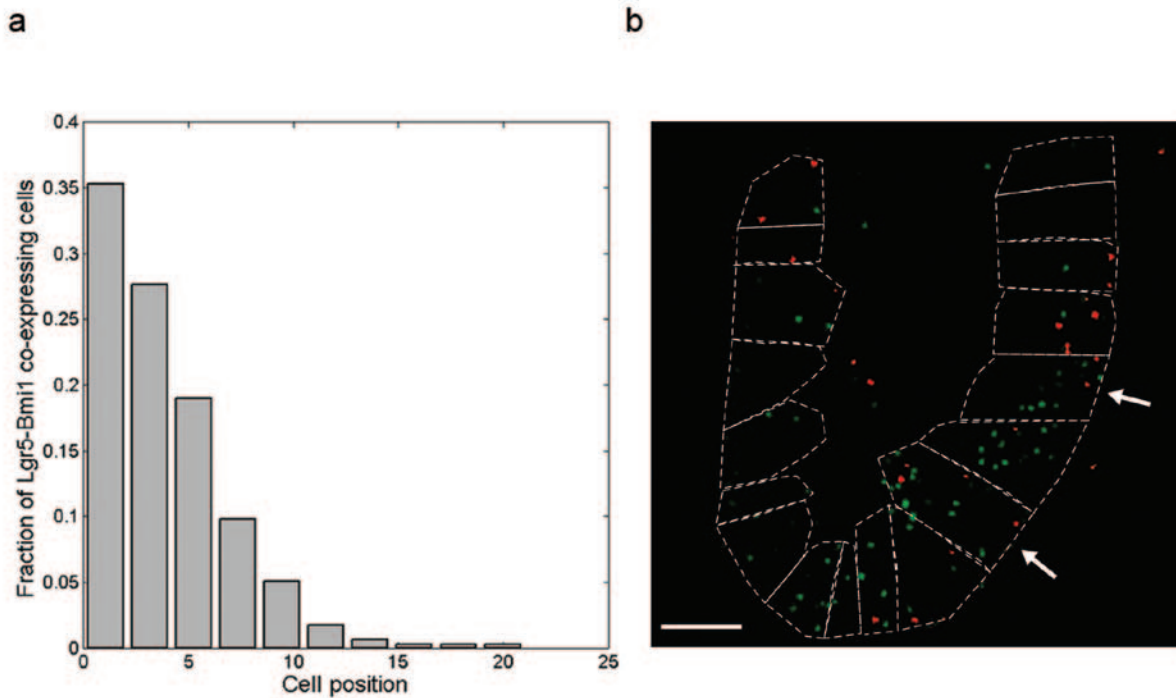 a
b
Fraction of Lgr5-Bmi1 co-expressing cells
0.4
0.35
0.3
0.25
0.2
0.15
0.1
0.05
0
0 5 10 15 20 25
Cell position